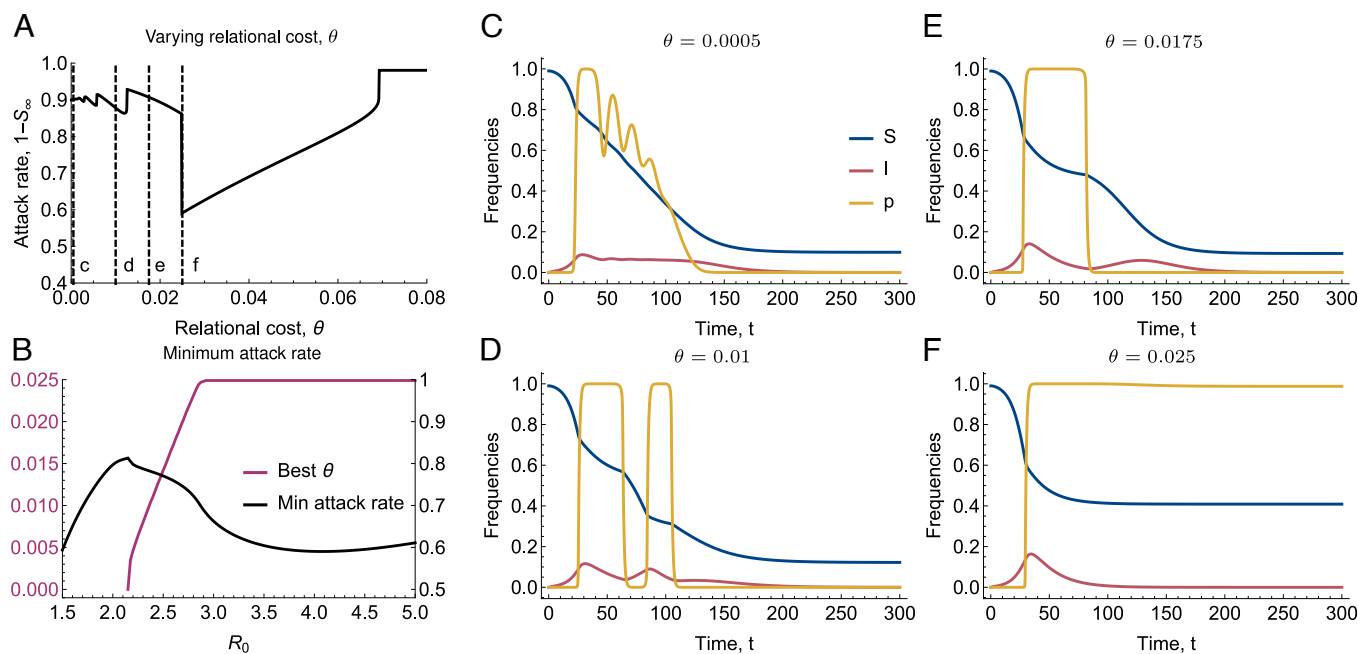 A
Varying relational cost, θ
1.0
0.9
0.8
0.7
0.6
0.5
0.4
Attack rate, 1−S∞
c
d
e
f
0.00
0.02
0.04
0.06
0.08
Relational cost, θ
B
Minimum attack rate
0.025
0.020
0.015
0.010
0.005
0.000
1
0.9
0.8
0.7
0.6
0.5
Best θ
Min attack rate
1.5
2.0
2.5
3.0
3.5
4.0
4.5
5.0
R0
C
θ = 0.0005
1.0
0.8
0.6
0.4
0.2
0.0
Frequencies
S
I
p
0
50
100
150
200
250
300
Time, t
D
θ = 0.01
1.0
0.8
0.6
0.4
0.2
0.0
Frequencies
0
50
100
150
200
250
300
Time, t
E
θ = 0.0175
1.0
0.8
0.6
0.4
0.2
0.0
Frequencies
0
50
100
150
200
250
300
Time, t
F
θ = 0.025
1.0
0.8
0.6
0.4
0.2
0.0
Frequencies
0
50
100
150
200
250
300
Time, t